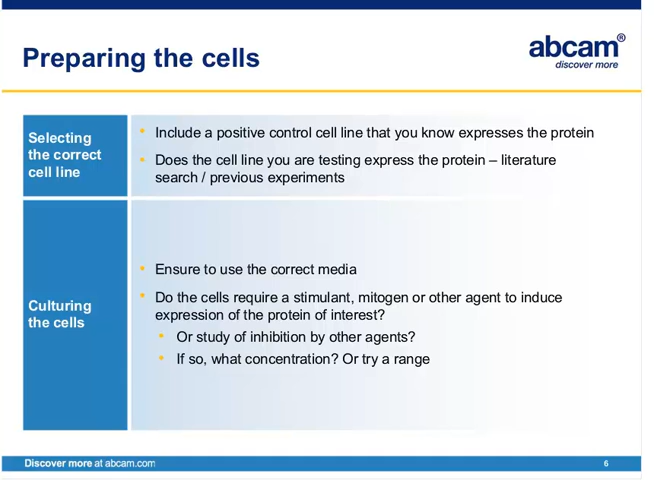 Preparing the cells
abcam®
discover more
Selecting
the correct
cell line
• Include a positive control cell line that you know expresses the protein
• Does the cell line you are testing express the protein – literature
search / previous experiments
Culturing
the cells
• Ensure to use the correct media
• Do the cells require a stimulant, mitogen or other agent to induce
expression of the protein of interest?
• Or study of inhibition by other agents?
• If so, what concentration? Or try a range
Discover more at abcam.com
6